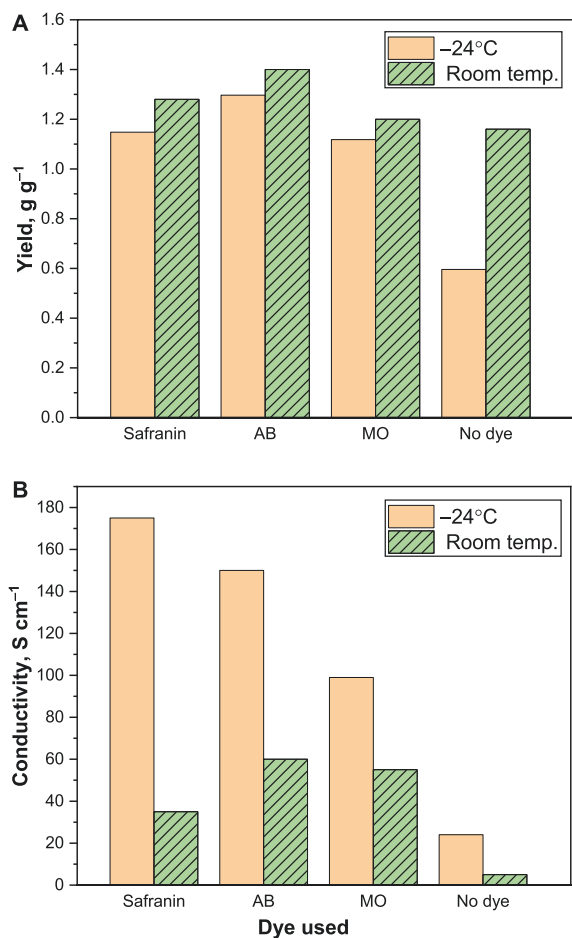 A
1.6
1.4
1.2
1.0
0.8
0.6
0.4
0.2
0.0
Yield, g g⁻¹
–24°C
Room temp.
Safranin AB MO No dye
B
180
160
140
120
100
80
60
40
20
0
Conductivity, S cm⁻¹
–24°C
Room temp.
Safranin AB MO No dye
Dye used